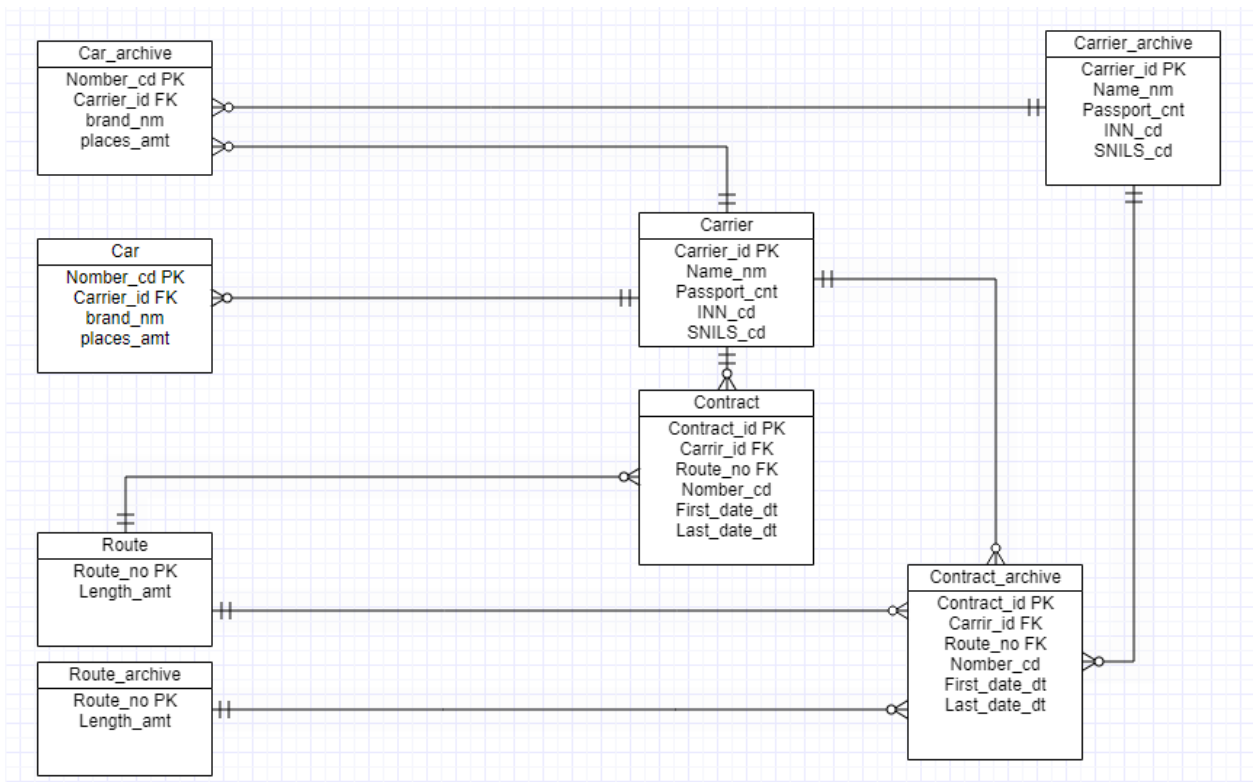 Car_archive
Nomber_cd PK
Carrier_id FK
brand_nm
places_amt
Carrier_archive
Carrier_id PK
Name_nm
Passport_cnt
INN_cd
SNILS_cd
Carrier
Carrier_id PK
Name_nm
Passport_cnt
INN_cd
SNILS_cd
Car
Nomber_cd PK
Carrier_id FK
brand_nm
places_amt
Contract
Contract_id PK
Carrir_id FK
Route_no FK
Nomber_cd
First_date_dt
Last_date_dt
Route
Route_no PK
Length_amt
Contract_archive
Contract_id PK
Carrir_id FK
Route_no FK
Nomber_cd
First_date_dt
Last_date_dt
Route_archive
Route_no PK
Length_amt